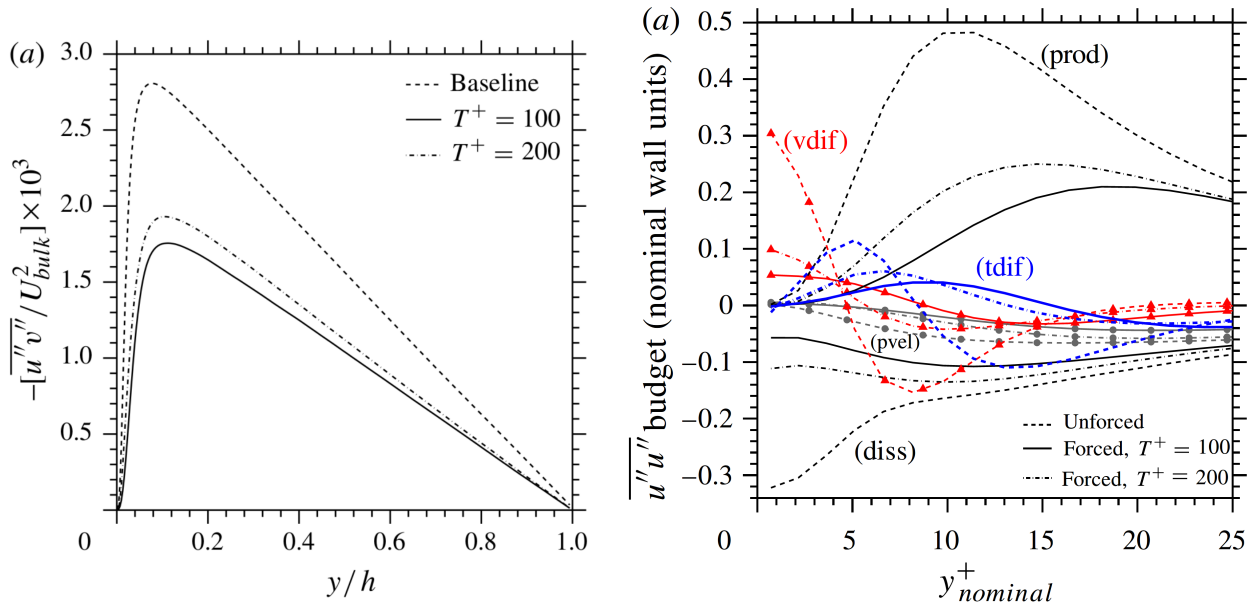 (a)
3.0
2.5
2.0
1.5
1.0
0.5
0
0.2
0.4
0.6
0.8
1.0
y/h
−[u″v″/U²bulk]×10³
Baseline
T⁺ = 100
T⁺ = 200
(a)
0.5
0.4
0.3
0.2
0.1
0
−0.1
−0.2
−0.3
0
5
10
15
20
25
y⁺nominal
u″u″ budget (nominal wall units)
(prod)
(vdif)
(tdif)
(pvel)
(diss)
Unforced
Forced, T⁺ = 100
Forced, T⁺ = 200